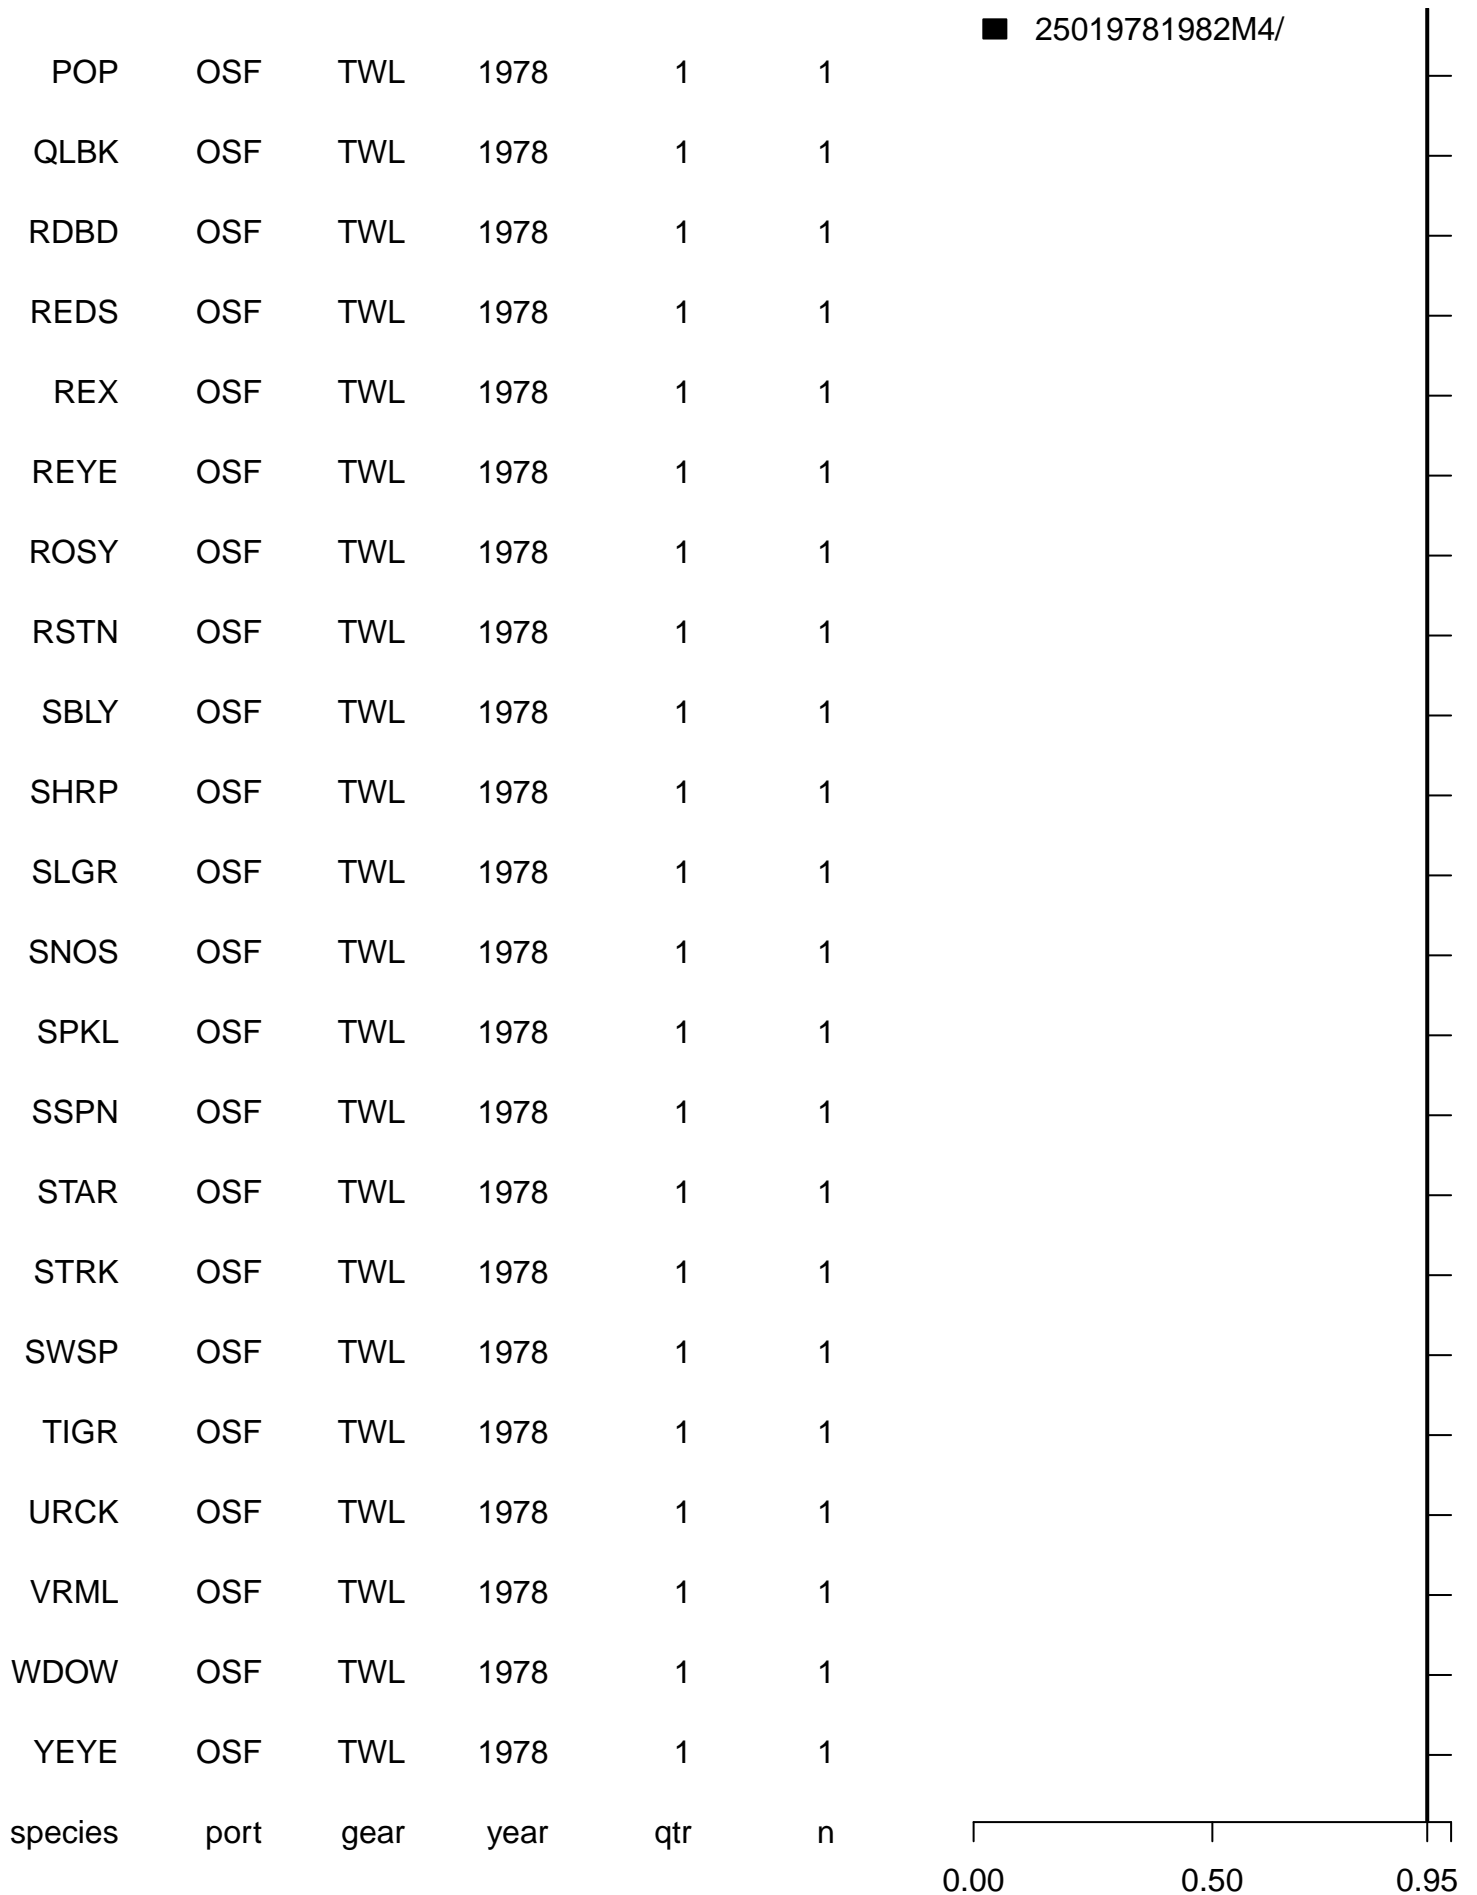 25019781982M4/
POP OSF TWL 1978 1 1
QLBK OSF TWL 1978 1 1
RDBD OSF TWL 1978 1 1
REDS OSF TWL 1978 1 1
REX OSF TWL 1978 1 1
REYE OSF TWL 1978 1 1
ROSY OSF TWL 1978 1 1
RSTN OSF TWL 1978 1 1
SBLY OSF TWL 1978 1 1
SHRP OSF TWL 1978 1 1
SLGR OSF TWL 1978 1 1
SNOS OSF TWL 1978 1 1
SPKL OSF TWL 1978 1 1
SSPN OSF TWL 1978 1 1
STAR OSF TWL 1978 1 1
STRK OSF TWL 1978 1 1
SWSP OSF TWL 1978 1 1
TIGR OSF TWL 1978 1 1
URCK OSF TWL 1978 1 1
VRML OSF TWL 1978 1 1
WDOW OSF TWL 1978 1 1
YEYE OSF TWL 1978 1 1
species port gear year qtr n
0.00 0.50 0.95